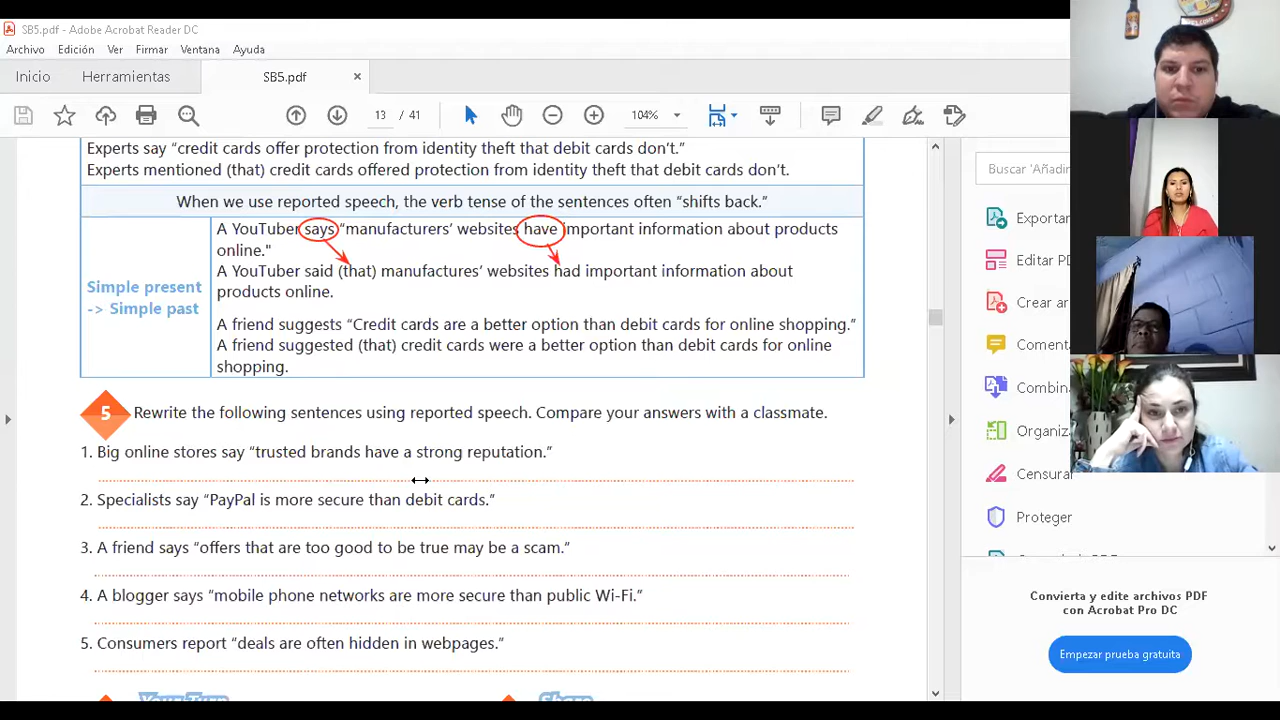 SB5.pdf - Adobe Acrobat Reader DC
Archivo Edición Ver Firmar Ventana Ayuda
Inicio Herramientas SB5.pdf ×
13 / 41 104%
Experts say “credit cards offer protection from identity theft that debit cards don’t.”
Experts mentioned (that) credit cards offered protection from identity theft that debit cards don’t.
When we use reported speech, the verb tense of the sentences often “shifts back.”
Simple present
-> Simple past
A YouTuber says “manufacturers’ websites have important information about products
online."
A YouTuber said (that) manufactures’ websites had important information about
products online.
A friend suggests “Credit cards are a better option than debit cards for online shopping.”
A friend suggested (that) credit cards were a better option than debit cards for online
shopping.
5 Rewrite the following sentences using reported speech. Compare your answers with a classmate.
1. Big online stores say “trusted brands have a strong reputation.”
2. Specialists say “PayPal is more secure than debit cards.”
3. A friend says “offers that are too good to be true may be a scam.”
4. A blogger says “mobile phone networks are more secure than public Wi-Fi.”
5. Consumers report “deals are often hidden in webpages.”
Your Turn Share
Buscar 'Añadi
Exportar
Editar PD
Crear ar
Coment
Combin
Organiz
Censurar
Proteger
Convierta y edite archivos PDF
con Acrobat Pro DC
Empezar prueba gratuita